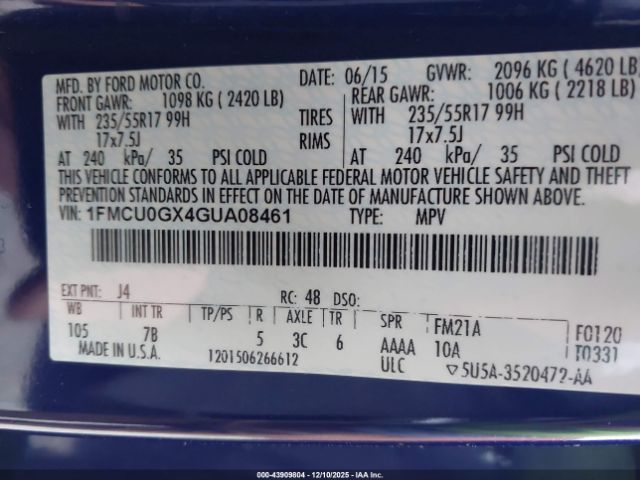 MFD. BY FORD MOTOR CO. DATE: 06/15 GVWR: 2096 KG ( 4620 LB)
FRONT GAWR: 1098 KG ( 2420 LB) REAR GAWR: 1006 KG ( 2218 LB)
WITH 235/55R17 99H TIRES WITH 235/55R17 99H
17x7.5J RIMS 17x7.5J
AT 240 kPa/ 35 PSI COLD AT 240 kPa/ 35 PSI COLD
THIS VEHICLE CONFORMS TO ALL APPLICABLE FEDERAL MOTOR VEHICLE SAFETY AND THEFT
PREVENTION STANDARDS IN EFFECT ON THE DATE OF MANUFACTURE SHOWN ABOVE.
VIN: 1FMCU0GX4GUA08461 TYPE: MPV
EXT PNT: J4 RC: 48 DSO:
WB INT TR TP/PS R AXLE TR SPR FM21A F0120
105 7B 5 3C 6 AAAA 10A T0331
MADE IN U.S.A. 1201506266612 ULC ▽5U5A-3520472-AA
000-43909804 - 12/10/2025 - IAAI.COM